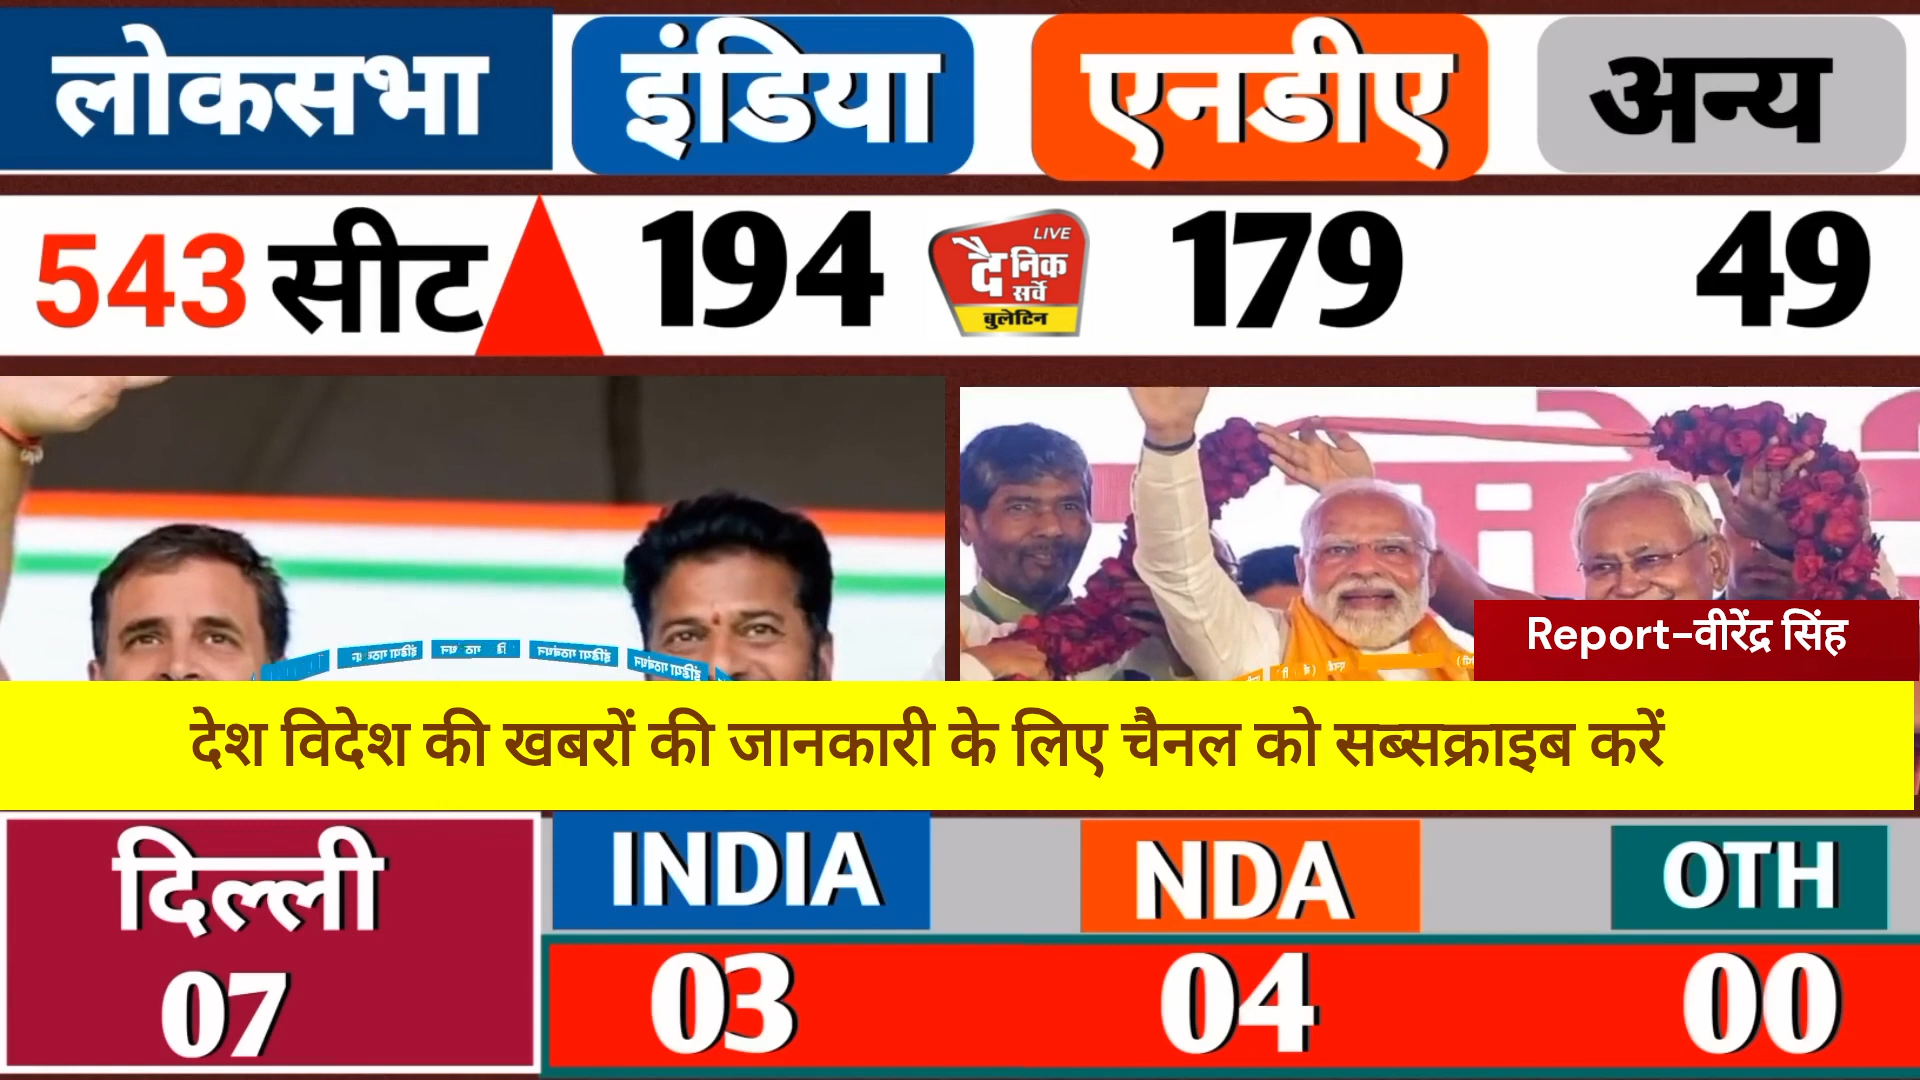 लोकसभा इंडिया एनडीए अन्य
543 सीट 194 179 49
LIVE
दैनिक
सर्वे
बुलेटिन
Report-वीरेंद्र सिंह
देश विदेश की खबरों की जानकारी के लिए चैनल को सब्सक्राइब करें
दिल्ली INDIA NDA OTH
07 03 04 00